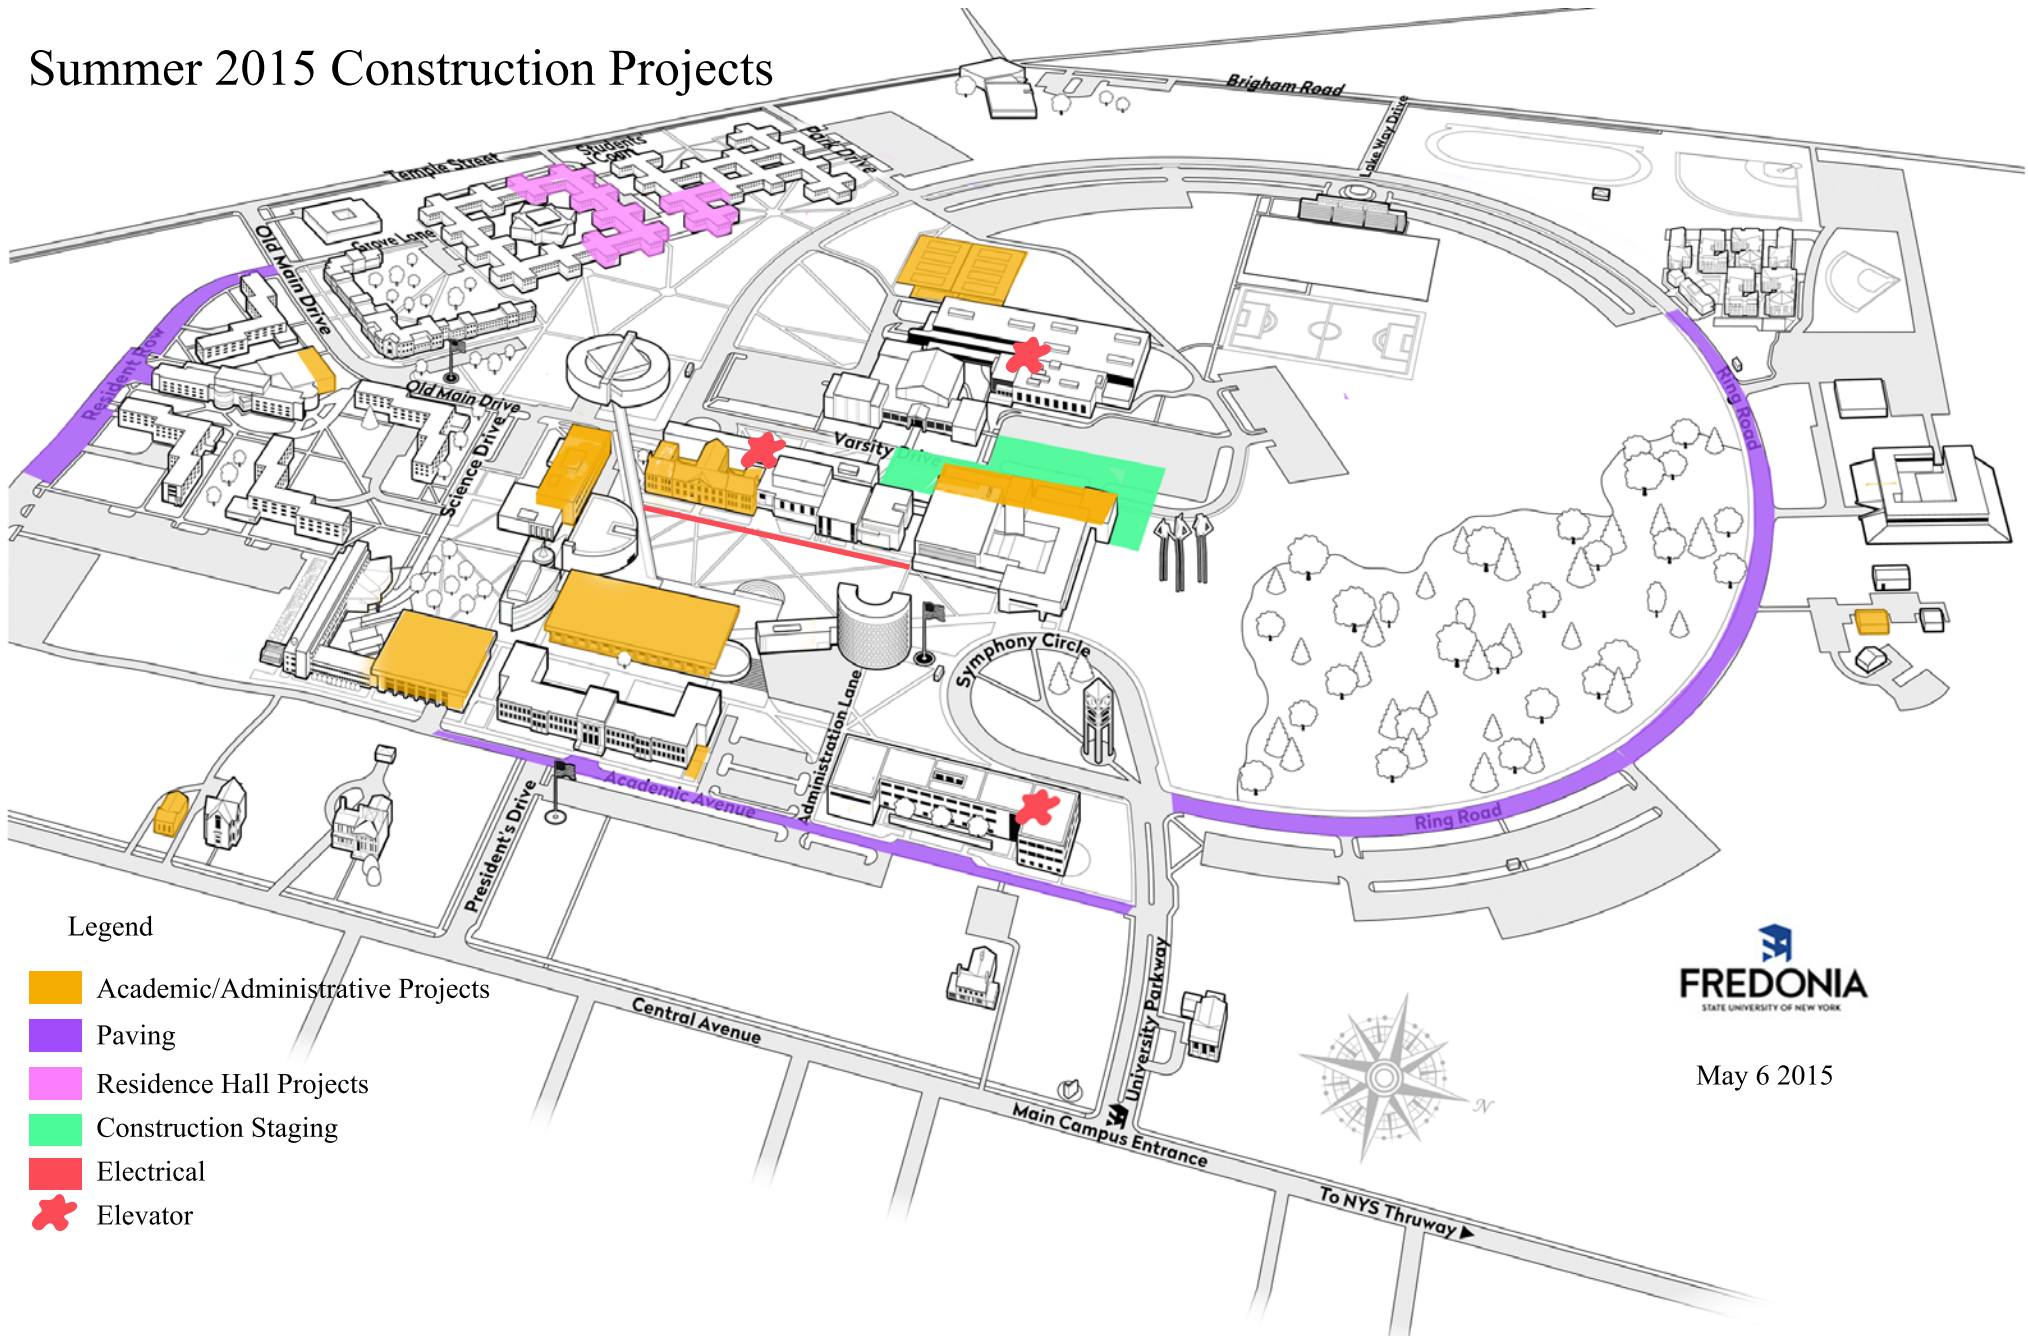 Summer 2015 Construction Projects
Brigham Road
Lake Way Drive
Park Drive
Students
Court
Temple Street
Grove Lane
Old Main Drive
Resident Row
Old Main Drive
Science Drive
Varsity Drive
Ring Road
Symphony Circle
Administration Lane
Academic Avenue
Ring Road
President's Drive
University Parkway
Central Avenue
Main Campus Entrance
To NYS Thruway
Legend
Academic/Administrative Projects
Paving
Residence Hall Projects
Construction Staging
Electrical
Elevator
FREDONIA
STATE UNIVERSITY OF NEW YORK
May 6 2015
N